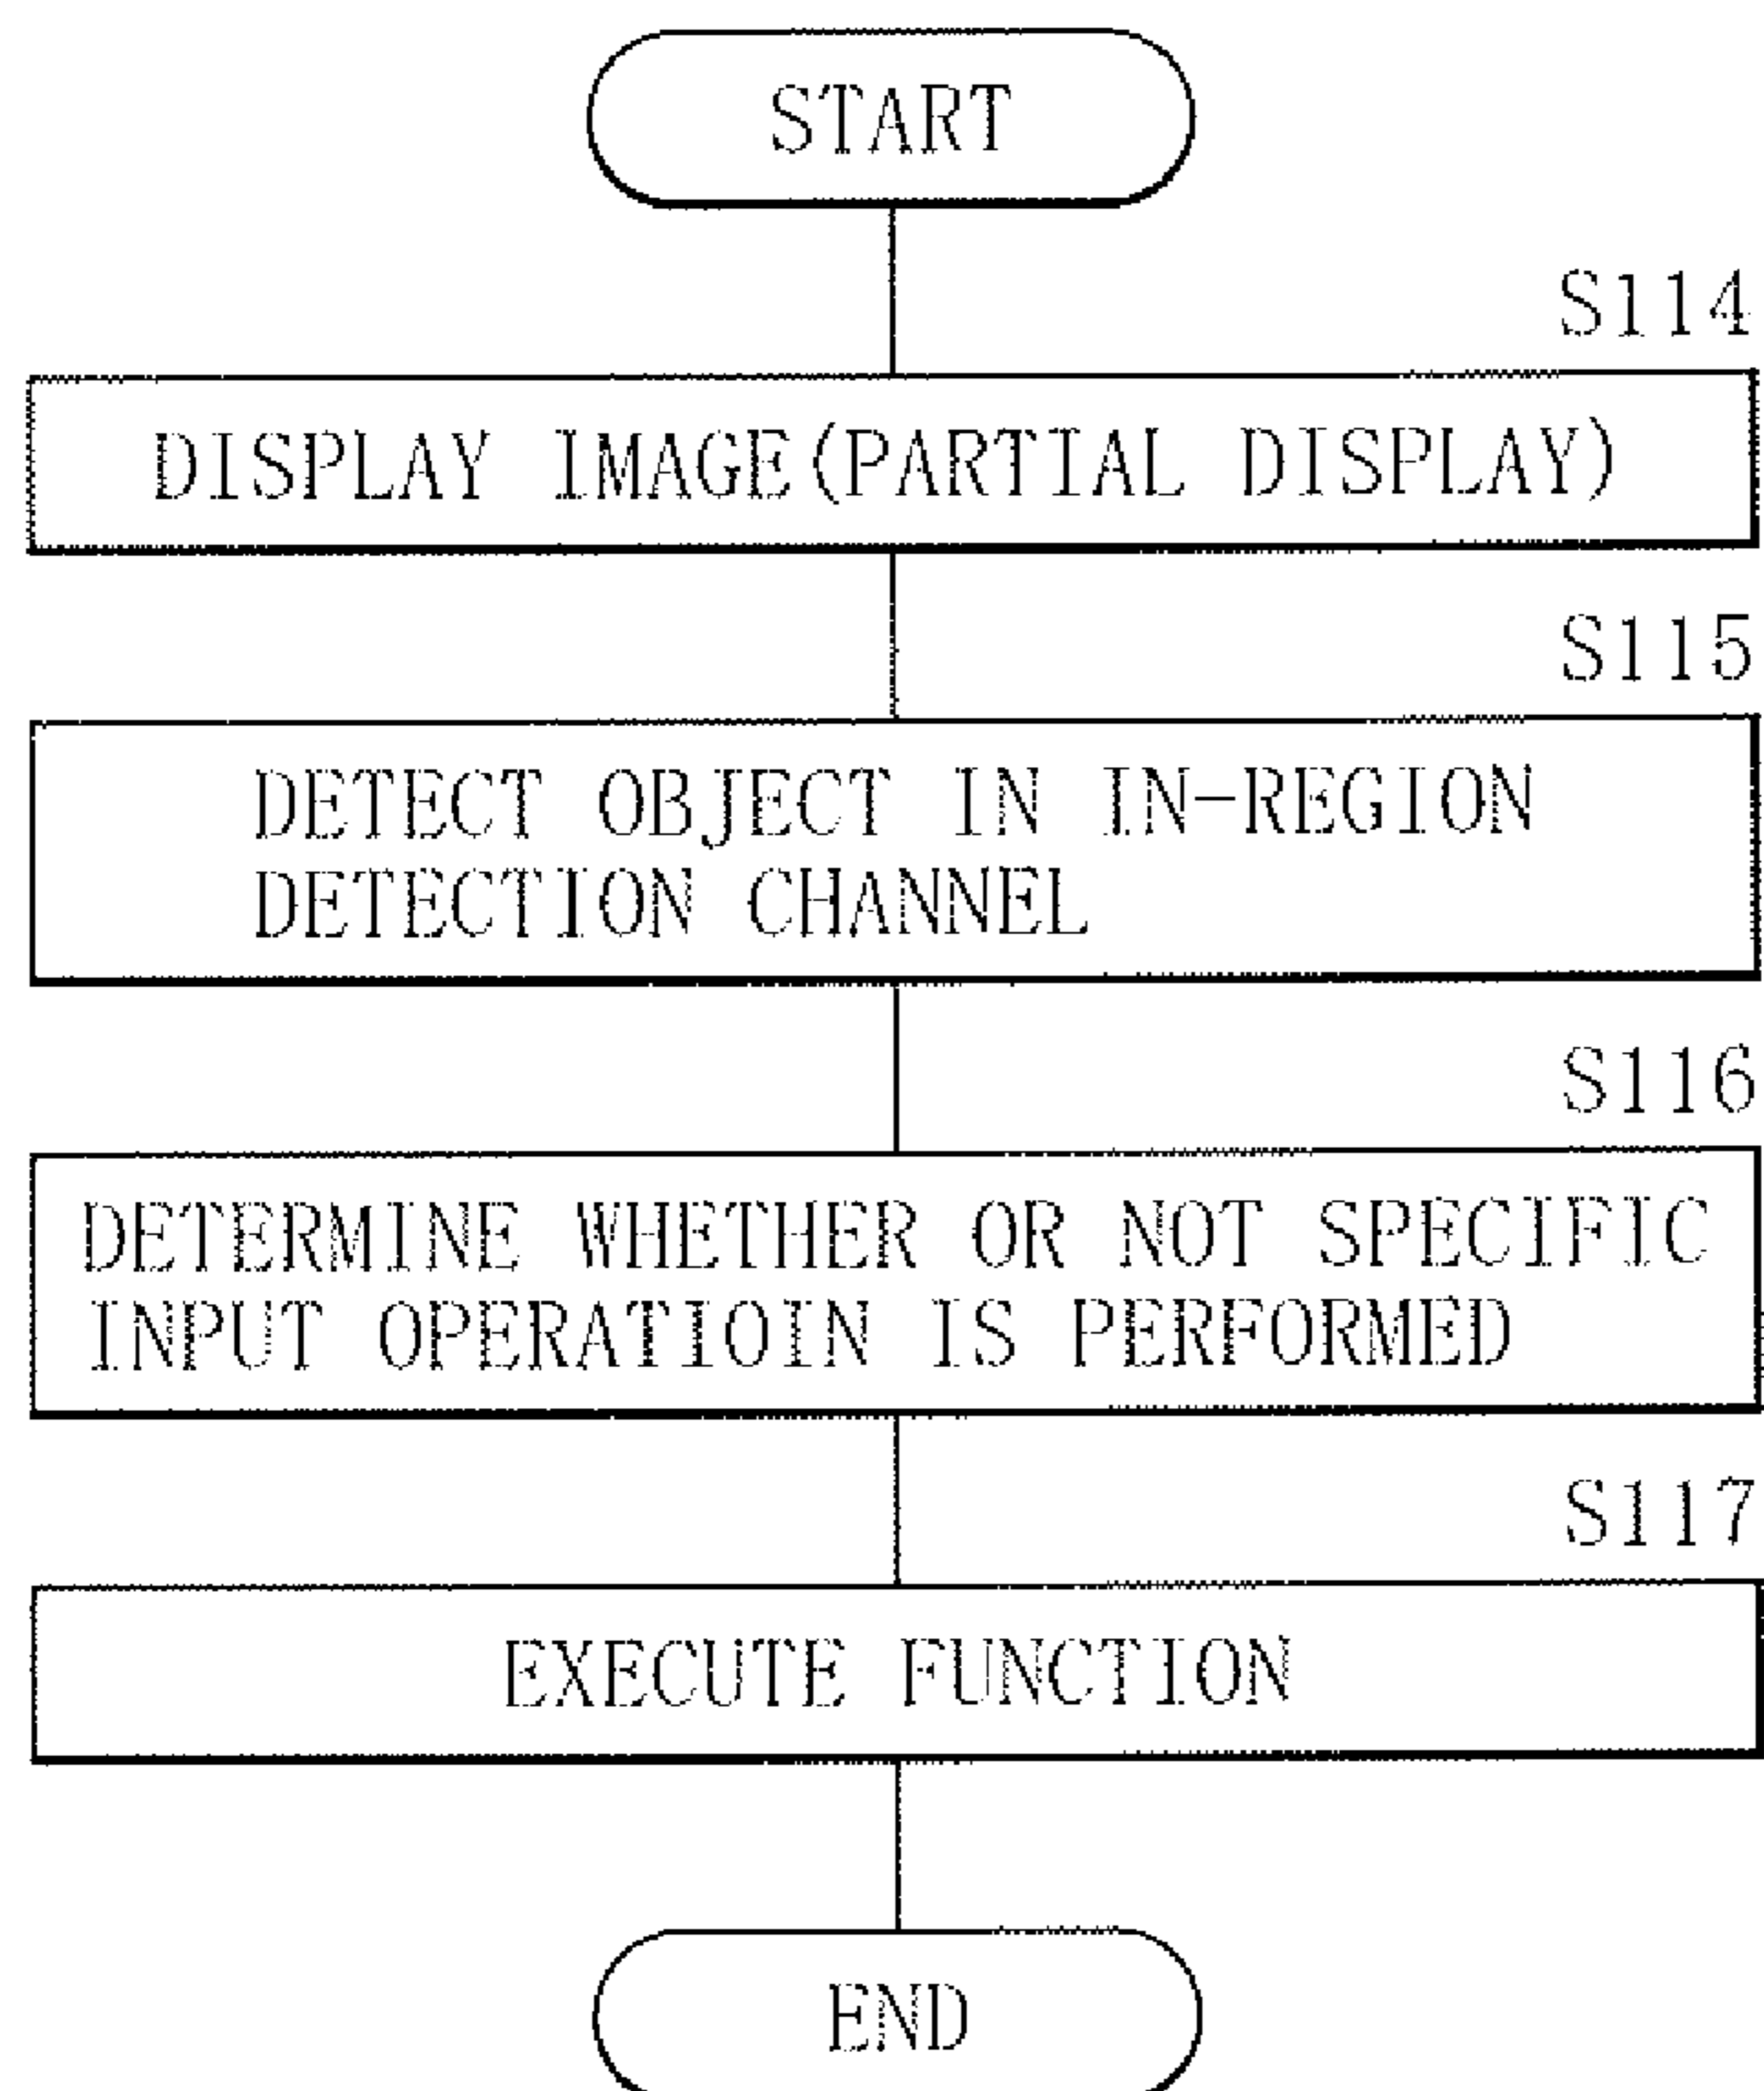 START
S114
DISPLAY IMAGE(PARTIAL DISPLAY)
S115
DETECT OBJECT IN IN-REGION
DETECTION CHANNEL
S116
DETERMINE WHETHER OR NOT SPECIFIC
INPUT OPERATIOIN IS PERFORMED
S117
EXECUTE FUNCTION
END